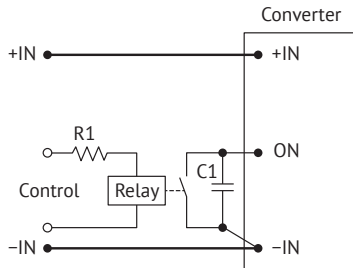 Converter
+IN
+IN
R1
ON
C1
Control
Relay
−IN
−IN